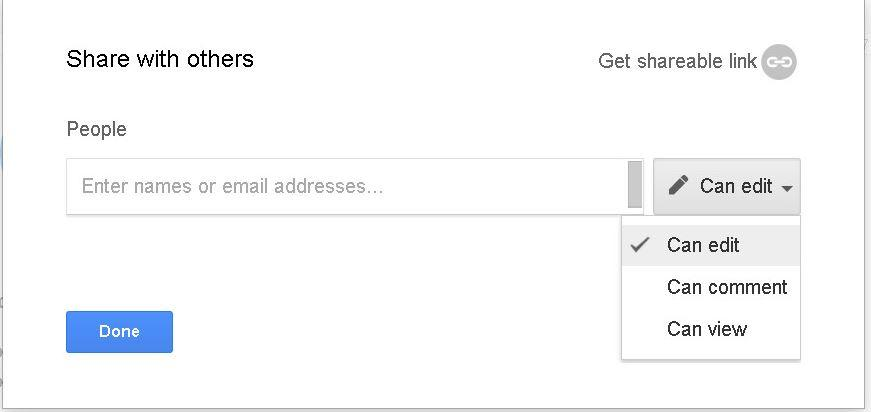 Share with others
Get shareable link
People
Enter names or email addresses...
Can edit
Can edit
Can comment
Can view
Done